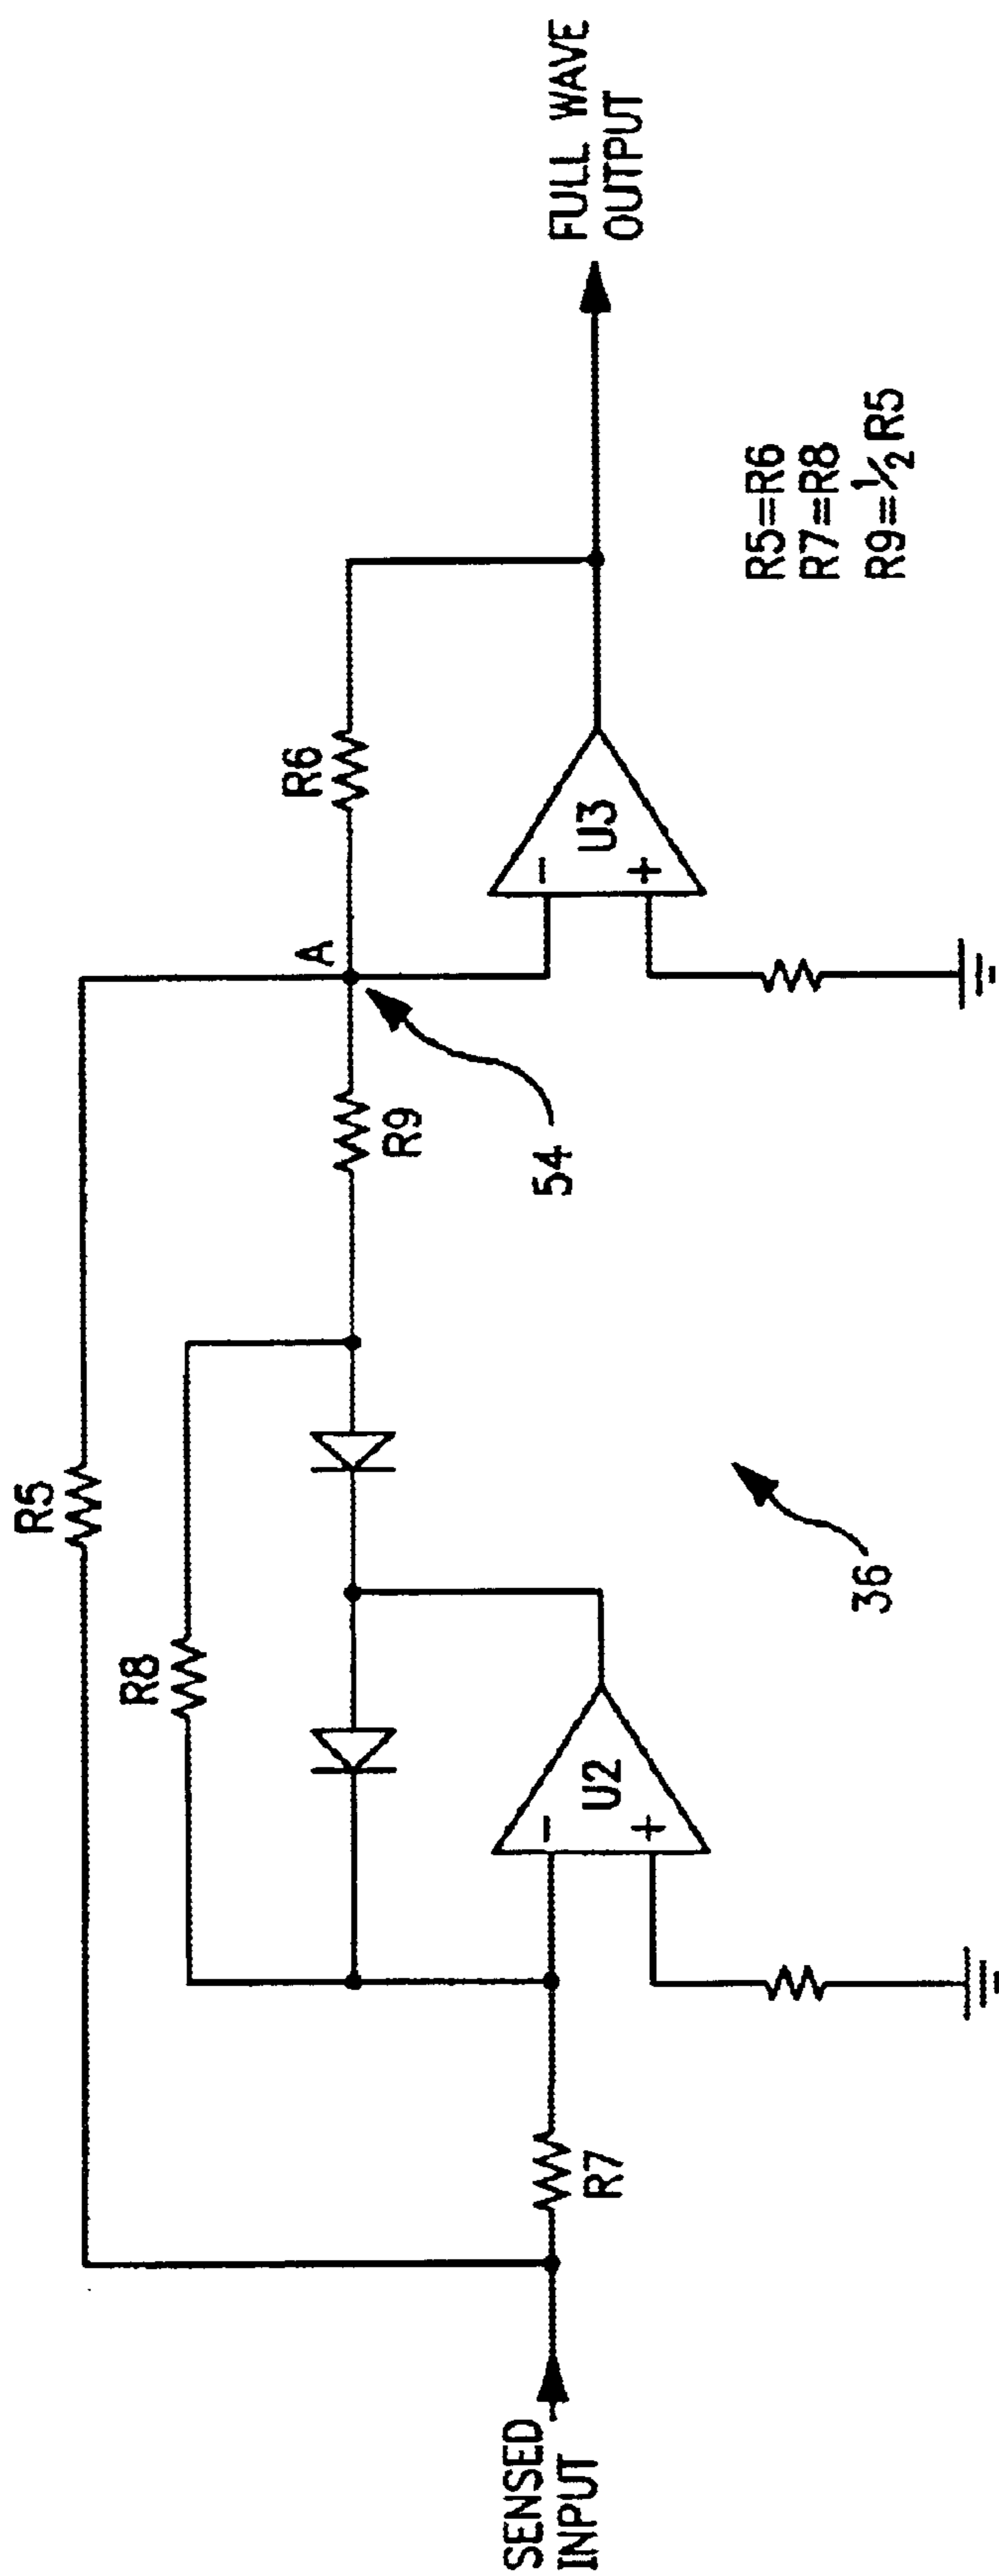 R5
R8
R6
A
R9
R7
-
+
U2
-
+
U3
54
36
SENSED
INPUT
FULL WAVE
OUTPUT
R5=R6
R7=R8
R9=½R5